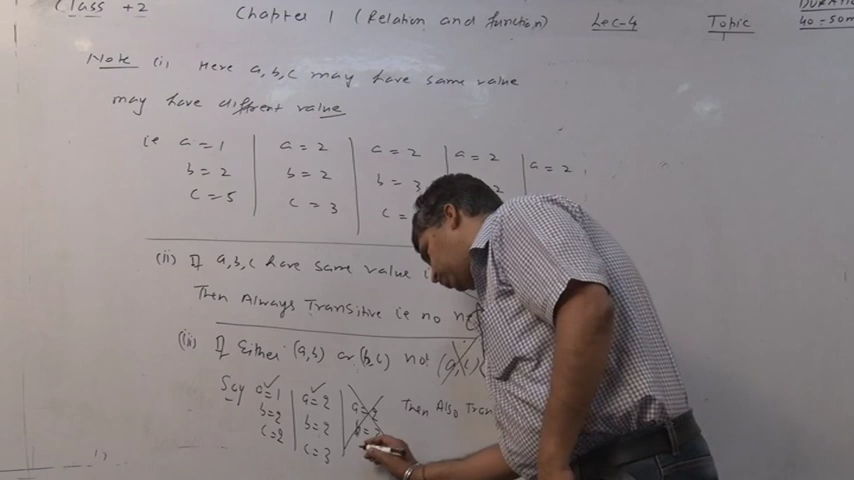 Class +2 Chapter 1 (Relation and function) Lec-4 Topic
40-50m
Note (i) Here a,b,c may have same value
may have different value
ie a=1 a=2 a=2 a=2 a=2
b=2 b=2 b=3 2
c=5 c=3 c=
(ii) If a,b,c have same value
Then Always Transitive ie no
(iii) If Either (a,b) or (b,c) not
Say a=1 a=2 a=2 Then Also Tran
b=2 b=2
c=2 c=3